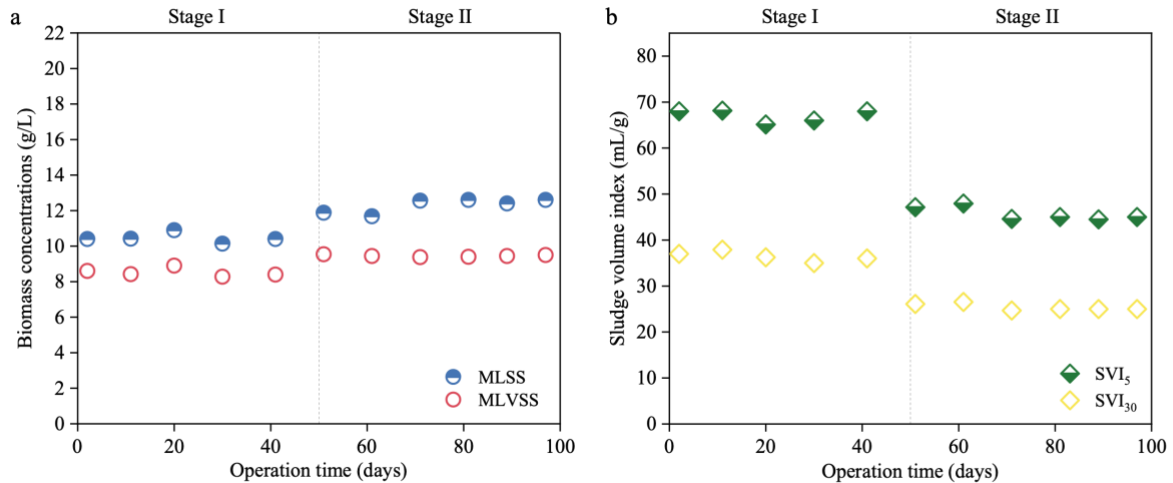 a
Stage I Stage II
Biomass concentrations (g/L)
22
20
18
16
14
12
10
8
6
4
2
0
MLSS
MLVSS
0 20 40 60 80 100
Operation time (days)
b
Stage I Stage II
Sludge volume index (mL/g)
80
70
60
50
40
30
20
10
0
SVI₅
SVI₃₀
0 20 40 60 80 100
Operation time (days)